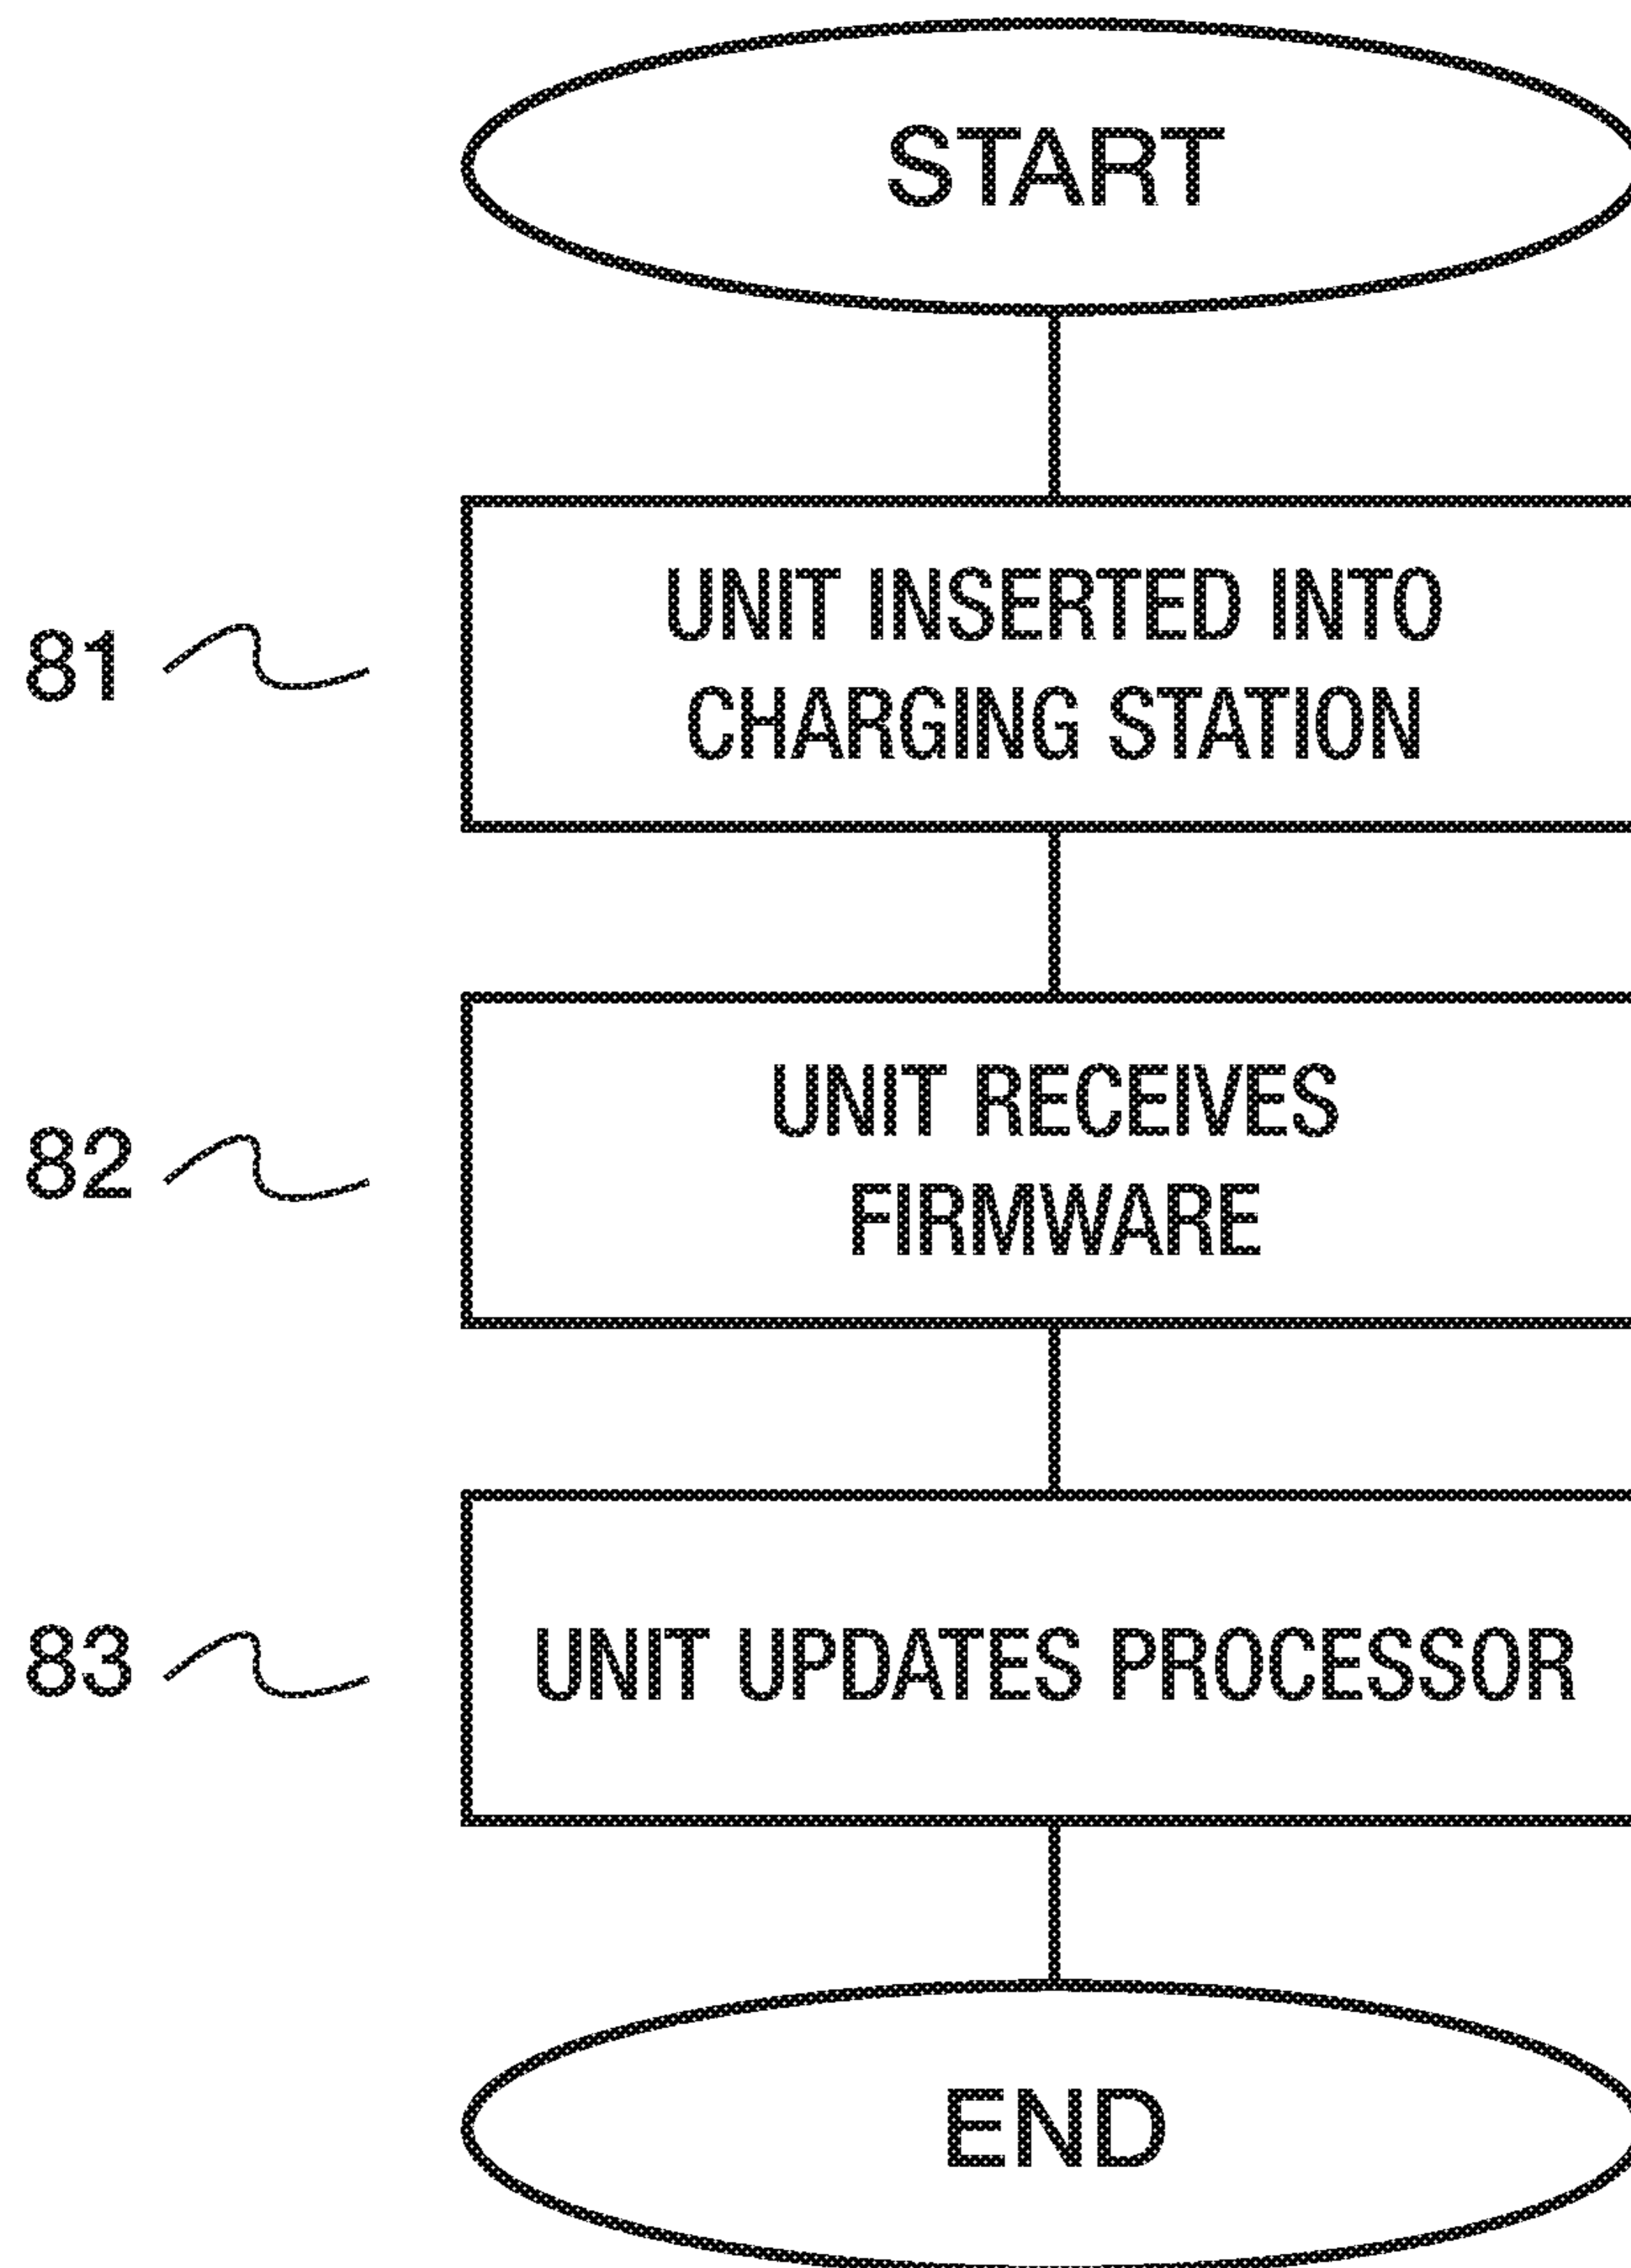 START
81
UNIT INSERTED INTO
CHARGING STATION
82
UNIT RECEIVES
FIRMWARE
83
UNIT UPDATES PROCESSOR
END